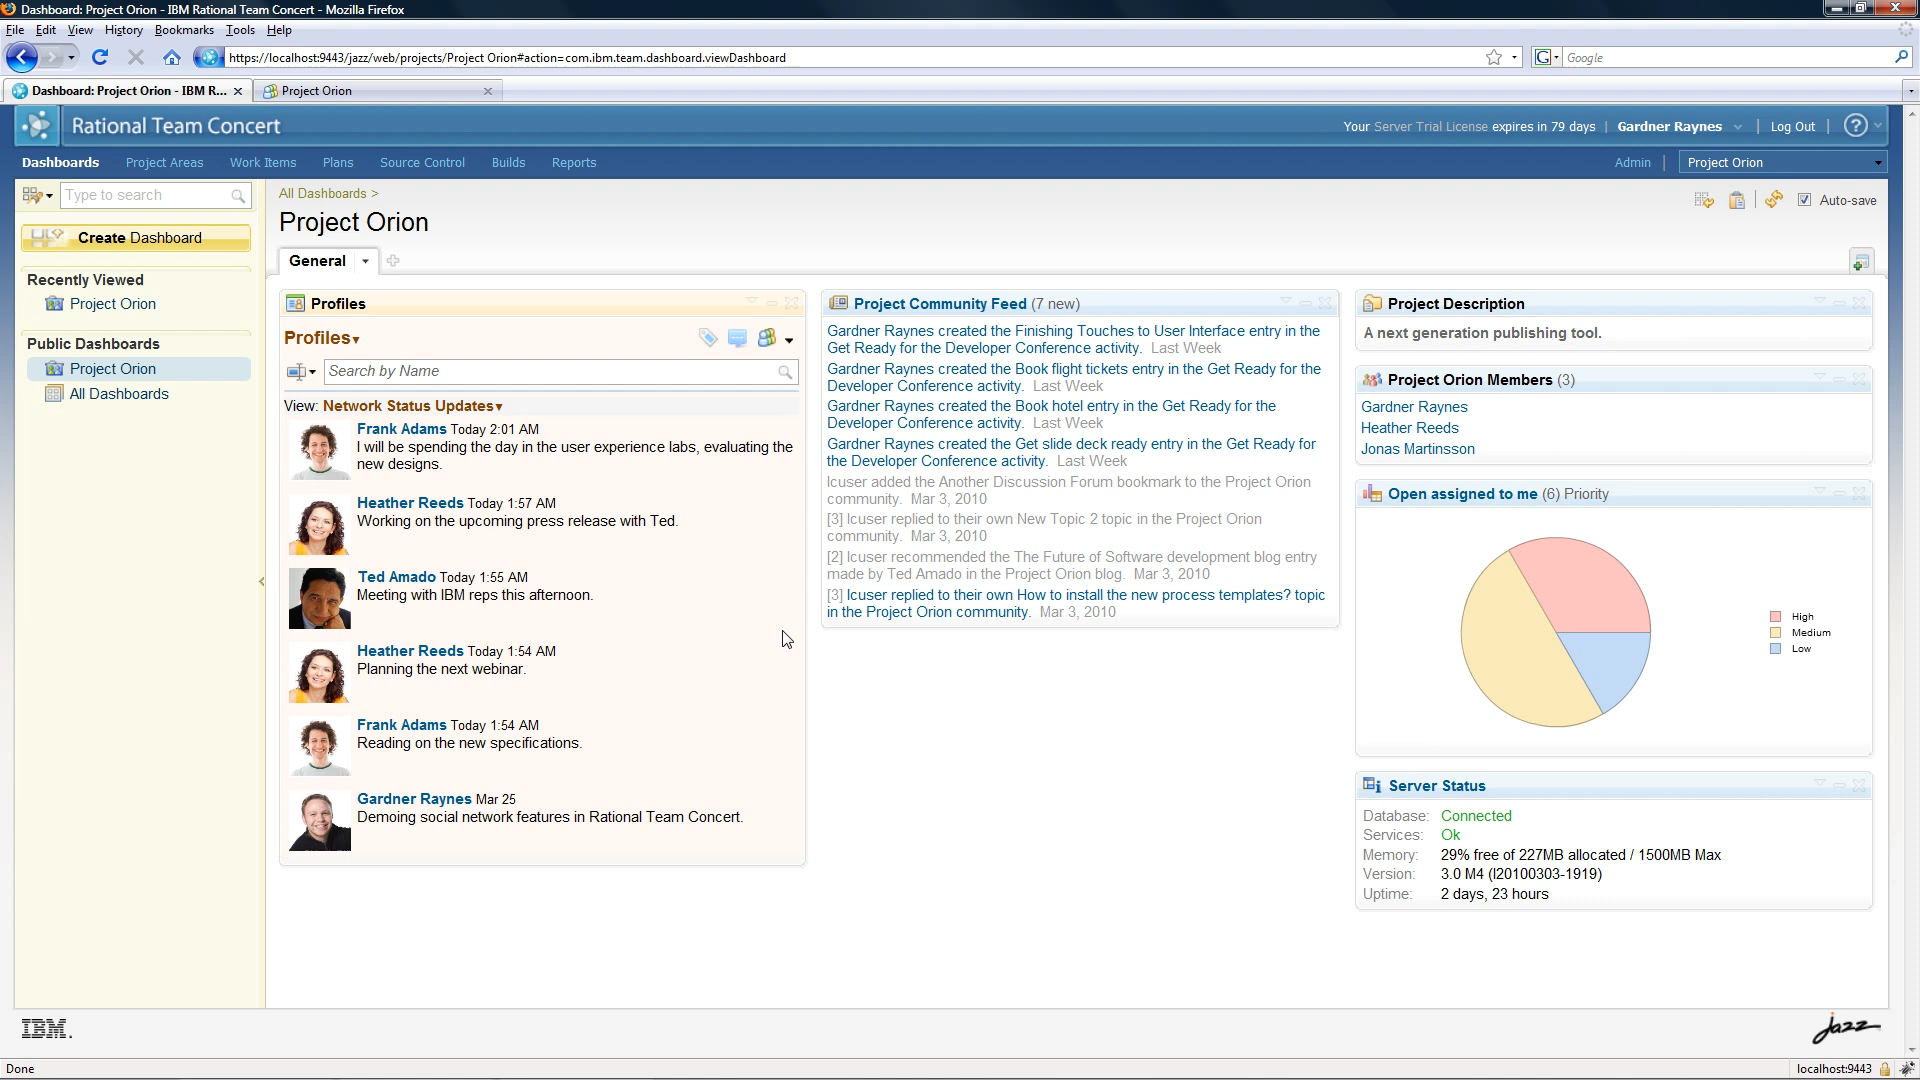 Dashboard: Project Orion - IBM Rational Team Concert - Mozilla Firefox
File Edit View History Bookmarks Tools Help
https://localhost:9443/jazz/web/projects/Project Orion#action=com.ibm.team.dashboard.viewDashboard
Google
Dashboard: Project Orion - IBM R...
Project Orion
Rational Team Concert
Your Server Trial License expires in 79 days
Gardner Raynes
Log Out
Dashboards Project Areas Work Items Plans Source Control Builds Reports
Admin
Project Orion
Type to search
Create Dashboard
Recently Viewed
Project Orion
Public Dashboards
Project Orion
All Dashboards
All Dashboards >
Project Orion
Auto-save
General
Profiles
Profiles
Search by Name
View: Network Status Updates
Frank Adams Today 2:01 AM
I will be spending the day in the user experience labs, evaluating the
new designs.
Heather Reeds Today 1:57 AM
Working on the upcoming press release with Ted.
Ted Amado Today 1:55 AM
Meeting with IBM reps this afternoon.
Heather Reeds Today 1:54 AM
Planning the next webinar.
Frank Adams Today 1:54 AM
Reading on the new specifications.
Gardner Raynes Mar 25
Demoing social network features in Rational Team Concert.
Project Community Feed (7 new)
Gardner Raynes created the Finishing Touches to User Interface entry in the
Get Ready for the Developer Conference activity. Last Week
Gardner Raynes created the Book flight tickets entry in the Get Ready for the
Developer Conference activity. Last Week
Gardner Raynes created the Book hotel entry in the Get Ready for the
Developer Conference activity. Last Week
Gardner Raynes created the Get slide deck ready entry in the Get Ready for
the Developer Conference activity. Last Week
lcuser added the Another Discussion Forum bookmark to the Project Orion
community. Mar 3, 2010
[3] lcuser replied to their own New Topic 2 topic in the Project Orion
community. Mar 3, 2010
[2] lcuser recommended the The Future of Software development blog entry
made by Ted Amado in the Project Orion blog. Mar 3, 2010
[3] lcuser replied to their own How to install the new process templates? topic
in the Project Orion community. Mar 3, 2010
Project Description
A next generation publishing tool.
Project Orion Members (3)
Gardner Raynes
Heather Reeds
Jonas Martinsson
Open assigned to me (6) Priority
High
Medium
Low
Server Status
Database: Connected
Services: Ok
Memory: 29% free of 227MB allocated / 1500MB Max
Version: 3.0 M4 (I20100303-1919)
Uptime: 2 days, 23 hours
IBM.
jazz
Done
localhost:9443